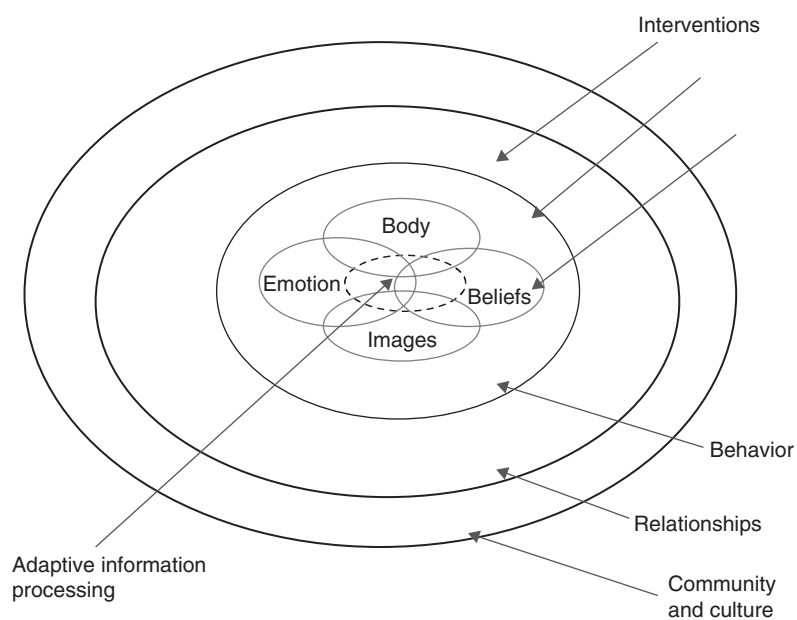 Interventions
Body
Emotion
Beliefs
Images
Behavior
Relationships
Adaptive information
processing
Community
and culture